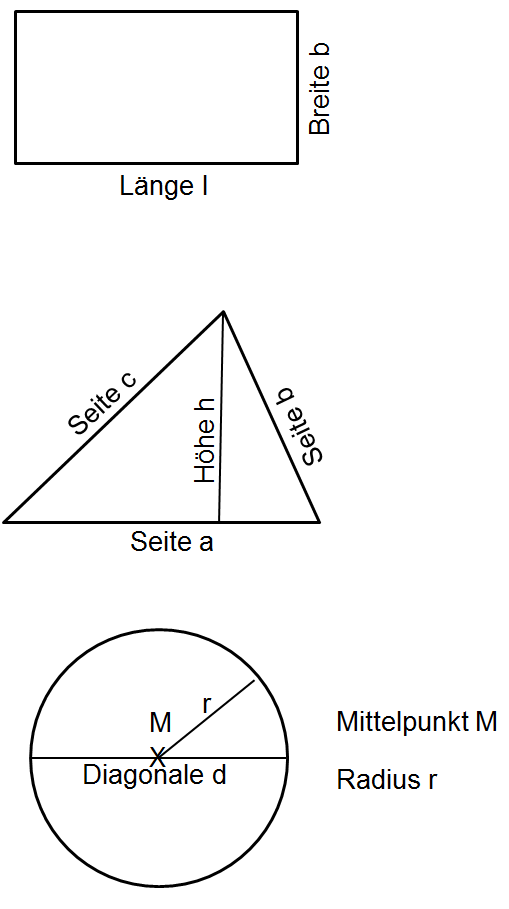 Breite b
Länge l
Seite c
Höhe h
Seite b
Seite a
r
M
X
Diagonale d
Mittelpunkt M
Radius r